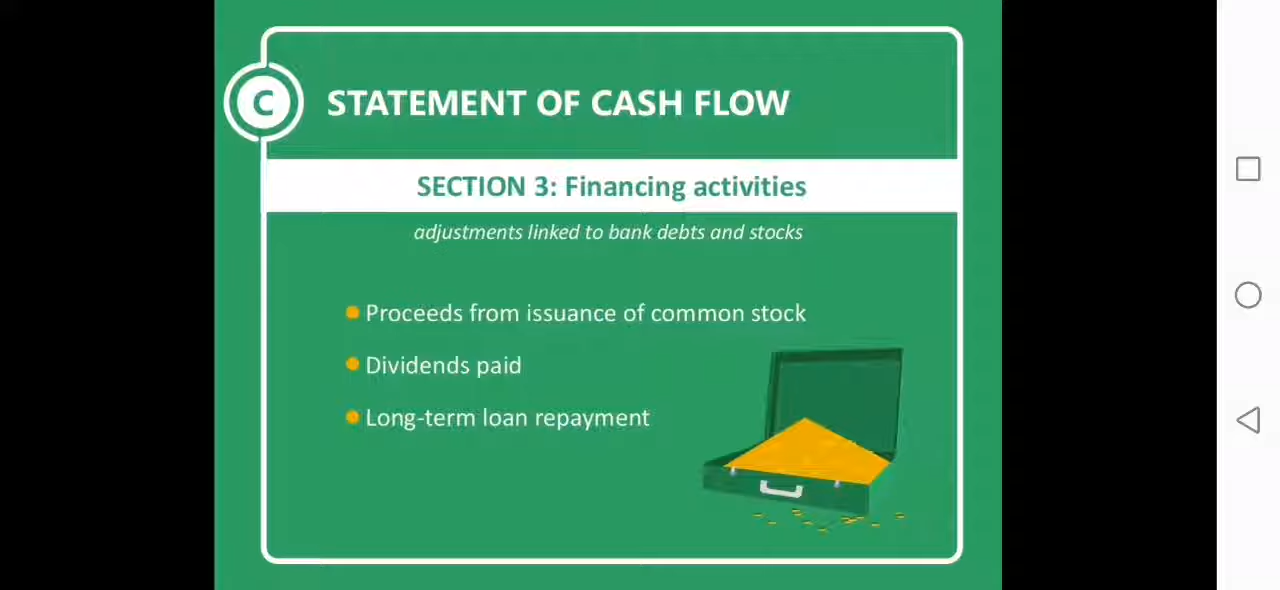 C
STATEMENT OF CASH FLOW
SECTION 3: Financing activities
adjustments linked to bank debts and stocks
Proceeds from issuance of common stock
Dividends paid
Long-term loan repayment